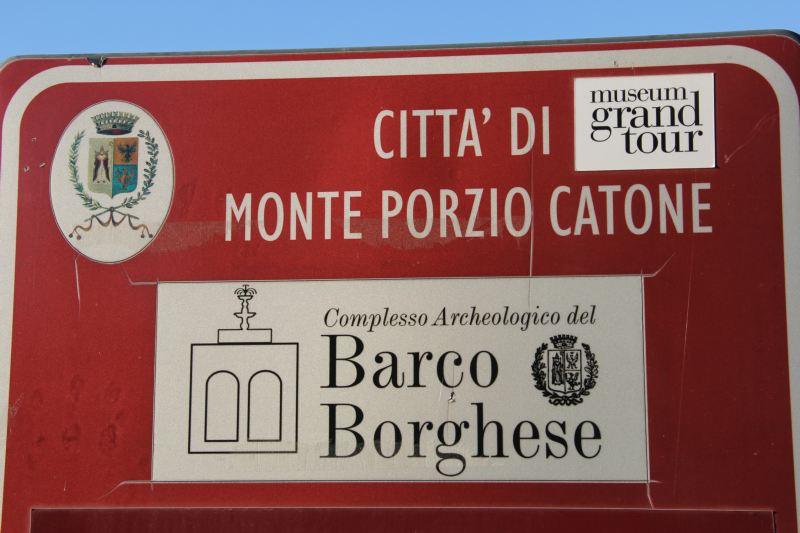 CITTA' DI
museum
grand
tour
MONTE PORZIO CATONE
Complesso Archeologico del
Barco
Borghese